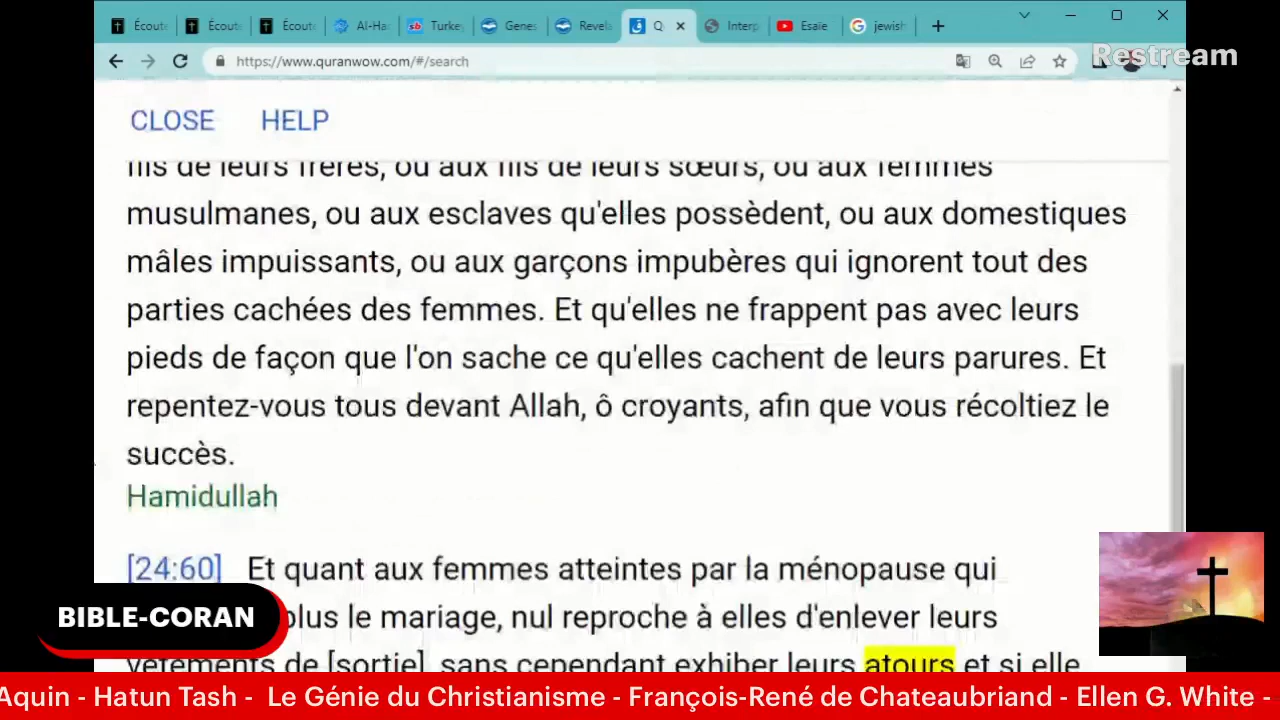 Écoute
Écoute
Écoute
Al-Ha
Turke
Genes
Revela
Q
Interp
Esaïe
jewish
https://www.quranwow.com/#/search
Restream
CLOSE HELP
fils de leurs frères, ou aux fils de leurs sœurs, ou aux femmes
musulmanes, ou aux esclaves qu'elles possèdent, ou aux domestiques
mâles impuissants, ou aux garçons impubères qui ignorent tout des
parties cachées des femmes. Et qu'elles ne frappent pas avec leurs
pieds de façon que l'on sache ce qu'elles cachent de leurs parures. Et
repentez-vous tous devant Allah, ô croyants, afin que vous récoltiez le
succès.
Hamidullah
[24:60] Et quant aux femmes atteintes par la ménopause qui
plus le mariage, nul reproche à elles d'enlever leurs
vêtements de [sortie], sans cependant exhiber leurs atours et si elle
BIBLE-CORAN
Aquin - Hatun Tash - Le Génie du Christianisme - François-René de Chateaubriand - Ellen G. White -